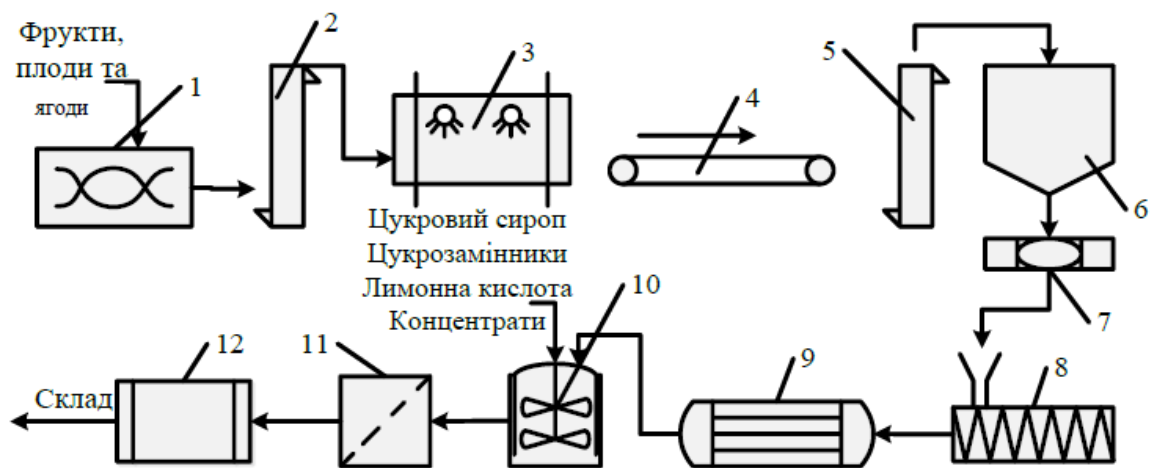 Фрукти,
плоди та
ягоди
1
2
3
4
5
6
7
Цукровий сироп
Цукрозамінники
Лимонна кислота
Концентрати
10
9
8
11
12
Склад